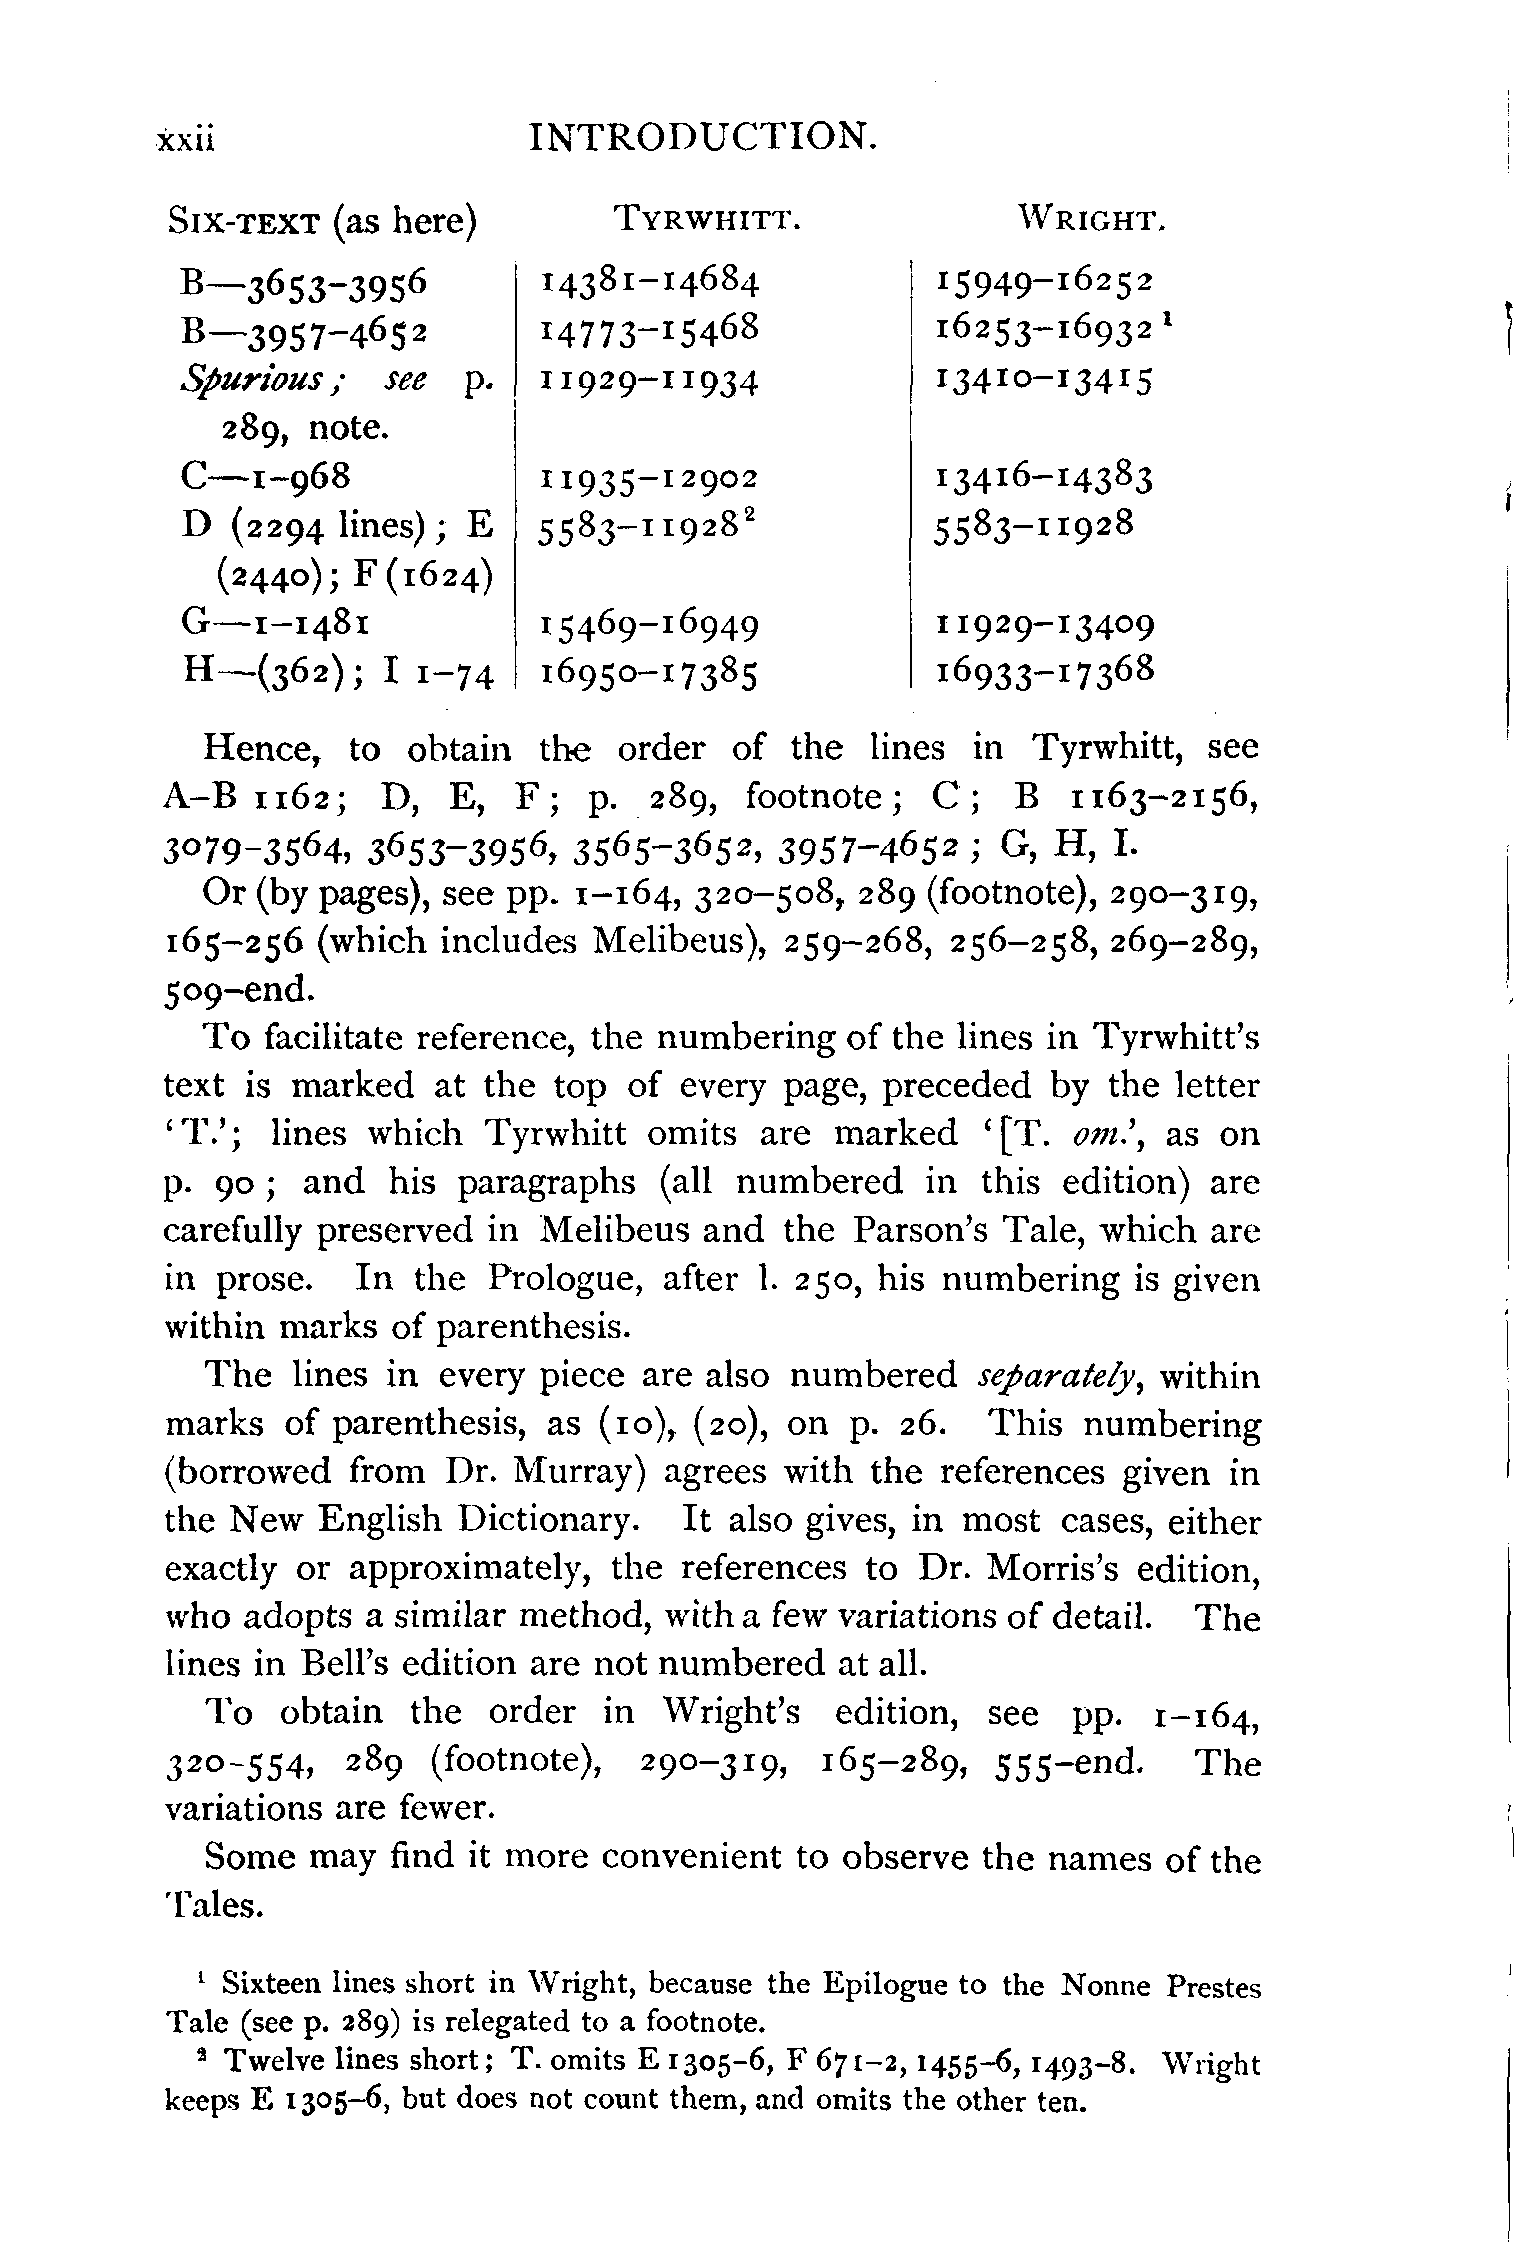 xxii INTRODUCTION.
SIX-TEXT (as here) TYRWHITT. WRIGHT.
B—3653-3956 14381-14684 15949-16252
B—3957-4652 14773-15468 16253-16932 ¹
Spurious; see p. 11929-11934 13410-13415
289, note.
C—1-968 11935-12902 13416-14383
D (2294 lines); E 5583-11928² 5583-11928
(2440); F (1624)
G—1-1481 15469-16949 11929-13409
H—(362); I 1-74 16950-17385 16933-17368
Hence, to obtain the order of the lines in Tyrwhitt, see
A-B 1162; D, E, F; p. 289, footnote; C; B 1163-2156,
3079-3564, 3653-3956, 3565-3652, 3957-4652; G, H, I.
Or (by pages), see pp. 1-164, 320-508, 289 (footnote), 290-319,
165-256 (which includes Melibeus), 259-268, 256-258, 269-289,
509-end.
To facilitate reference, the numbering of the lines in Tyrwhitt's
text is marked at the top of every page, preceded by the letter
'T.'; lines which Tyrwhitt omits are marked '[T. om.', as on
p. 90; and his paragraphs (all numbered in this edition) are
carefully preserved in Melibeus and the Parson's Tale, which are
in prose. In the Prologue, after l. 250, his numbering is given
within marks of parenthesis.
The lines in every piece are also numbered separately, within
marks of parenthesis, as (10), (20), on p. 26. This numbering
(borrowed from Dr. Murray) agrees with the references given in
the New English Dictionary. It also gives, in most cases, either
exactly or approximately, the references to Dr. Morris's edition,
who adopts a similar method, with a few variations of detail. The
lines in Bell's edition are not numbered at all.
To obtain the order in Wright's edition, see pp. 1-164,
320-554, 289 (footnote), 290-319, 165-289, 555-end. The
variations are fewer.
Some may find it more convenient to observe the names of the
Tales.
¹ Sixteen lines short in Wright, because the Epilogue to the Nonne Prestes
Tale (see p. 289) is relegated to a footnote.
² Twelve lines short; T. omits E 1305-6, F 671-2, 1455-6, 1493-8. Wright
keeps E 1305-6, but does not count them, and omits the other ten.